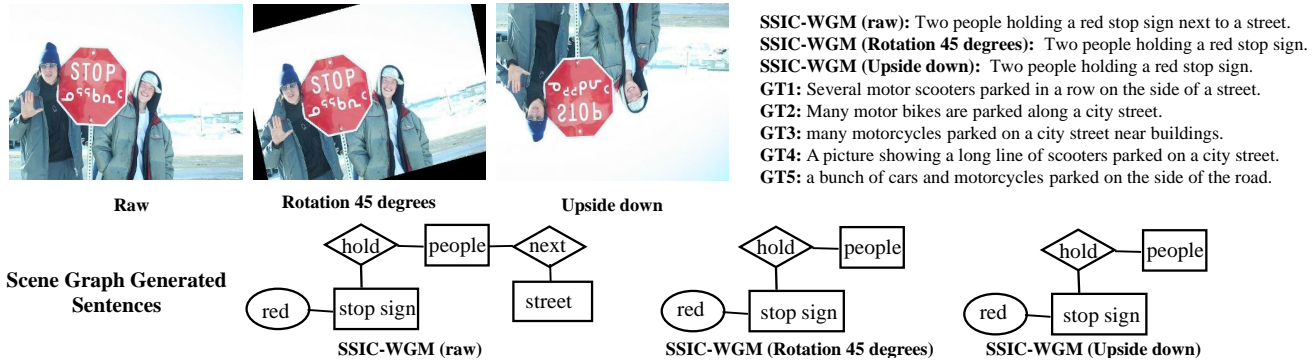 STOP
STOP
STOP
SSIC-WGM (raw): Two people holding a red stop sign next to a street.
SSIC-WGM (Rotation 45 degrees): Two people holding a red stop sign.
SSIC-WGM (Upside down): Two people holding a red stop sign.
GT1: Several motor scooters parked in a row on the side of a street.
GT2: Many motor bikes are parked along a city street.
GT3: many motorcycles parked on a city street near buildings.
GT4: A picture showing a long line of scooters parked on a city street.
GT5: a bunch of cars and motorcycles parked on the side of the road.
Raw
Rotation 45 degrees
Upside down
Scene Graph Generated
Sentences
hold
people
next
red
stop sign
street
SSIC-WGM (raw)
hold
people
red
stop sign
SSIC-WGM (Rotation 45 degrees)
hold
people
red
stop sign
SSIC-WGM (Upside down)